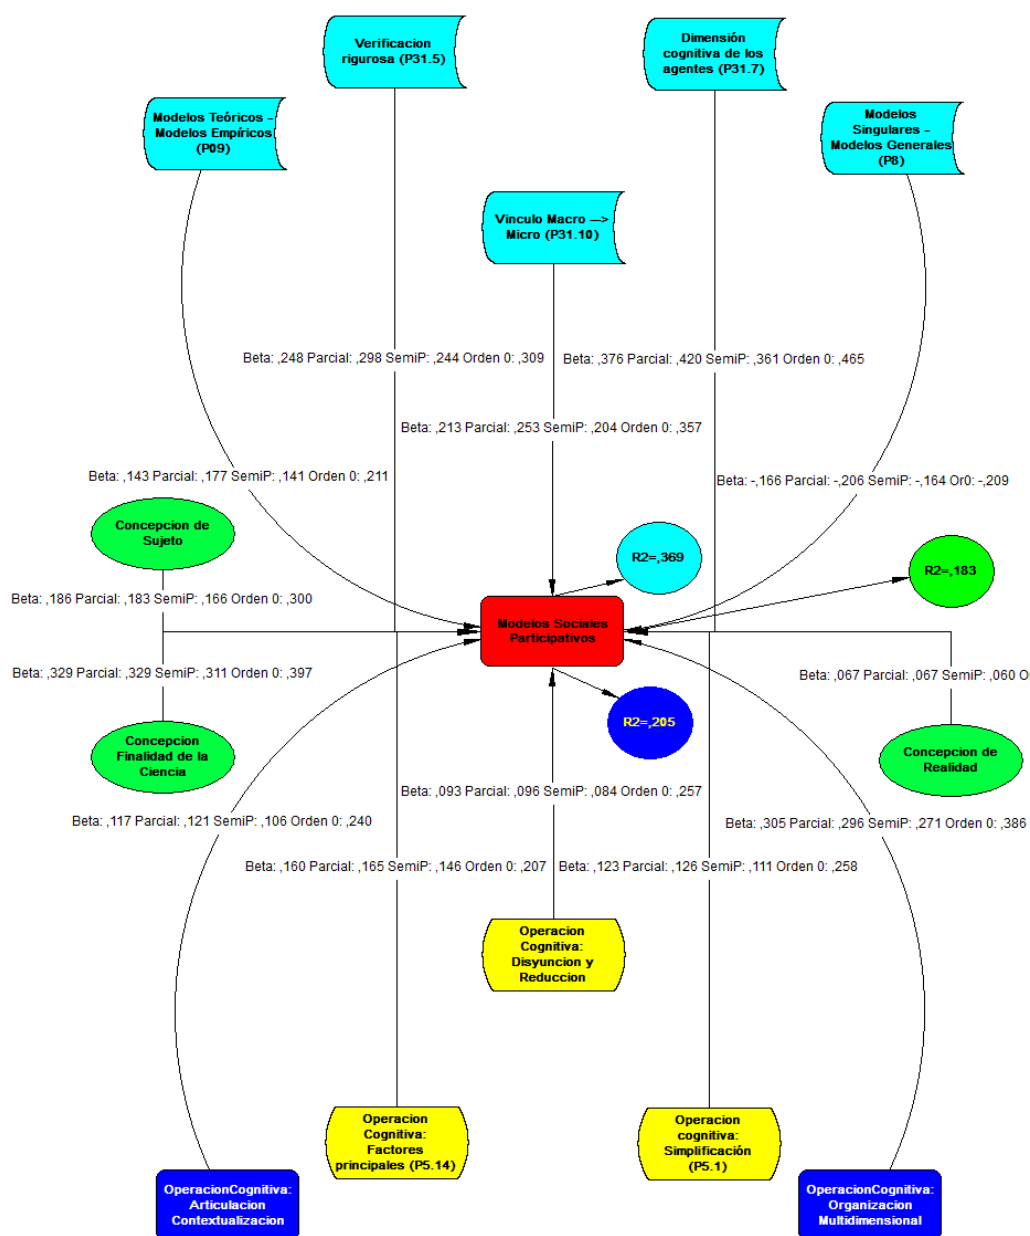 Verificacion
rigurosa (P31.5)
Dimensión
cognitiva de los
agentes (P31.7)
Modelos Teóricos –
Modelos Empíricos
(P09)
Modelos
Singulares –
Modelos Generales
(P8)
Vinculo Macro —>
Micro (P31.10)
Beta: ,248 Parcial: ,298 SemiP: ,244 Orden 0: ,309
Beta: ,376 Parcial: ,420 SemiP: ,361 Orden 0: ,465
Beta: ,213 Parcial: ,253 SemiP: ,204 Orden 0: ,357
Beta: ,143 Parcial: ,177 SemiP: ,141 Orden 0: ,211
Beta: -,166 Parcial: -,206 SemiP: -,164 Or0: -,209
Concepcion de
Sujeto
R2=,369
R2=,183
Beta: ,186 Parcial: ,183 SemiP: ,166 Orden 0: ,300
Modelos Sociales
Participativos
Beta: ,329 Parcial: ,329 SemiP: ,311 Orden 0: ,397
Beta: ,067 Parcial: ,067 SemiP: ,060 O
R2=,205
Concepcion
Finalidad de la
Ciencia
Concepcion de
Realidad
Beta: ,093 Parcial: ,096 SemiP: ,084 Orden 0: ,257
Beta: ,117 Parcial: ,121 SemiP: ,106 Orden 0: ,240
Beta: ,305 Parcial: ,296 SemiP: ,271 Orden 0: ,386
Beta: ,160 Parcial: ,165 SemiP: ,146 Orden 0: ,207
Beta: ,123 Parcial: ,126 SemiP: ,111 Orden 0: ,258
Operacion
Cognitiva:
Disyuncion y
Reduccion
Operacion
Cognitiva:
Factores
principales (P5.14)
Operacion
cognitiva:
Simplificación
(P5.1)
OperacionCognitiva:
Articulacion
Contextualizacion
OperacionCognitiva:
Organizacion
Multidimensional